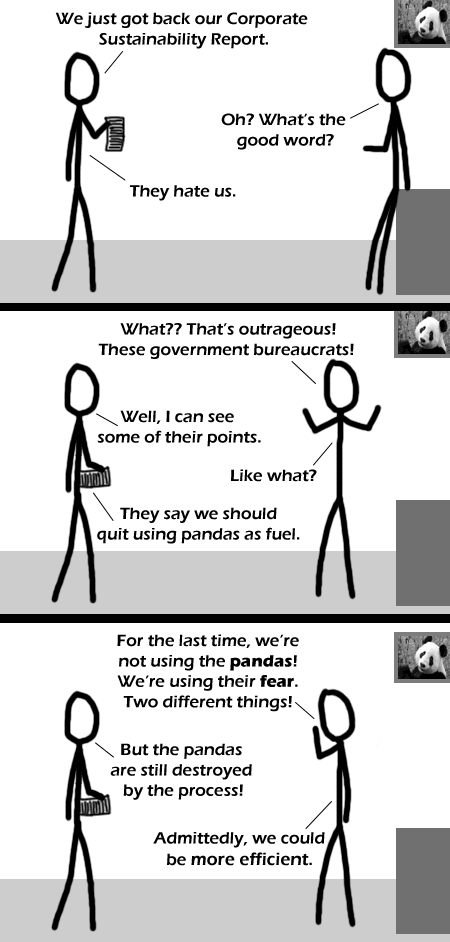 We just got back our Corporate
Sustainability Report.
Oh? What's the
good word?
They hate us.
What?? That's outrageous!
These government bureaucrats!
Well, I can see
some of their points.
Like what?
They say we should
quit using pandas as fuel.
For the last time, we're
not using the pandas!
We're using their fear.
Two different things!
But the pandas
are still destroyed
by the process!
Admittedly, we could
be more efficient.